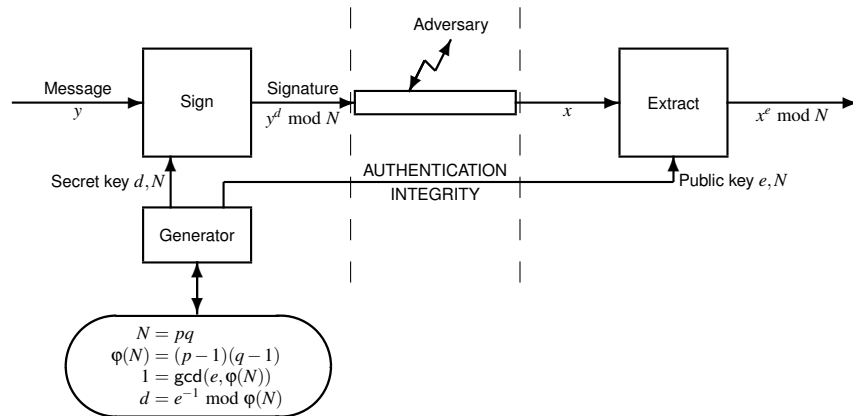 Adversary
Message
y
Sign
Signature
y^d mod N
x
Extract
x^e mod N
Secret key d, N
AUTHENTICATION
INTEGRITY
Public key e, N
Generator
N = pq
φ(N) = (p − 1)(q − 1)
1 = gcd(e, φ(N))
d = e^{−1} mod φ(N)